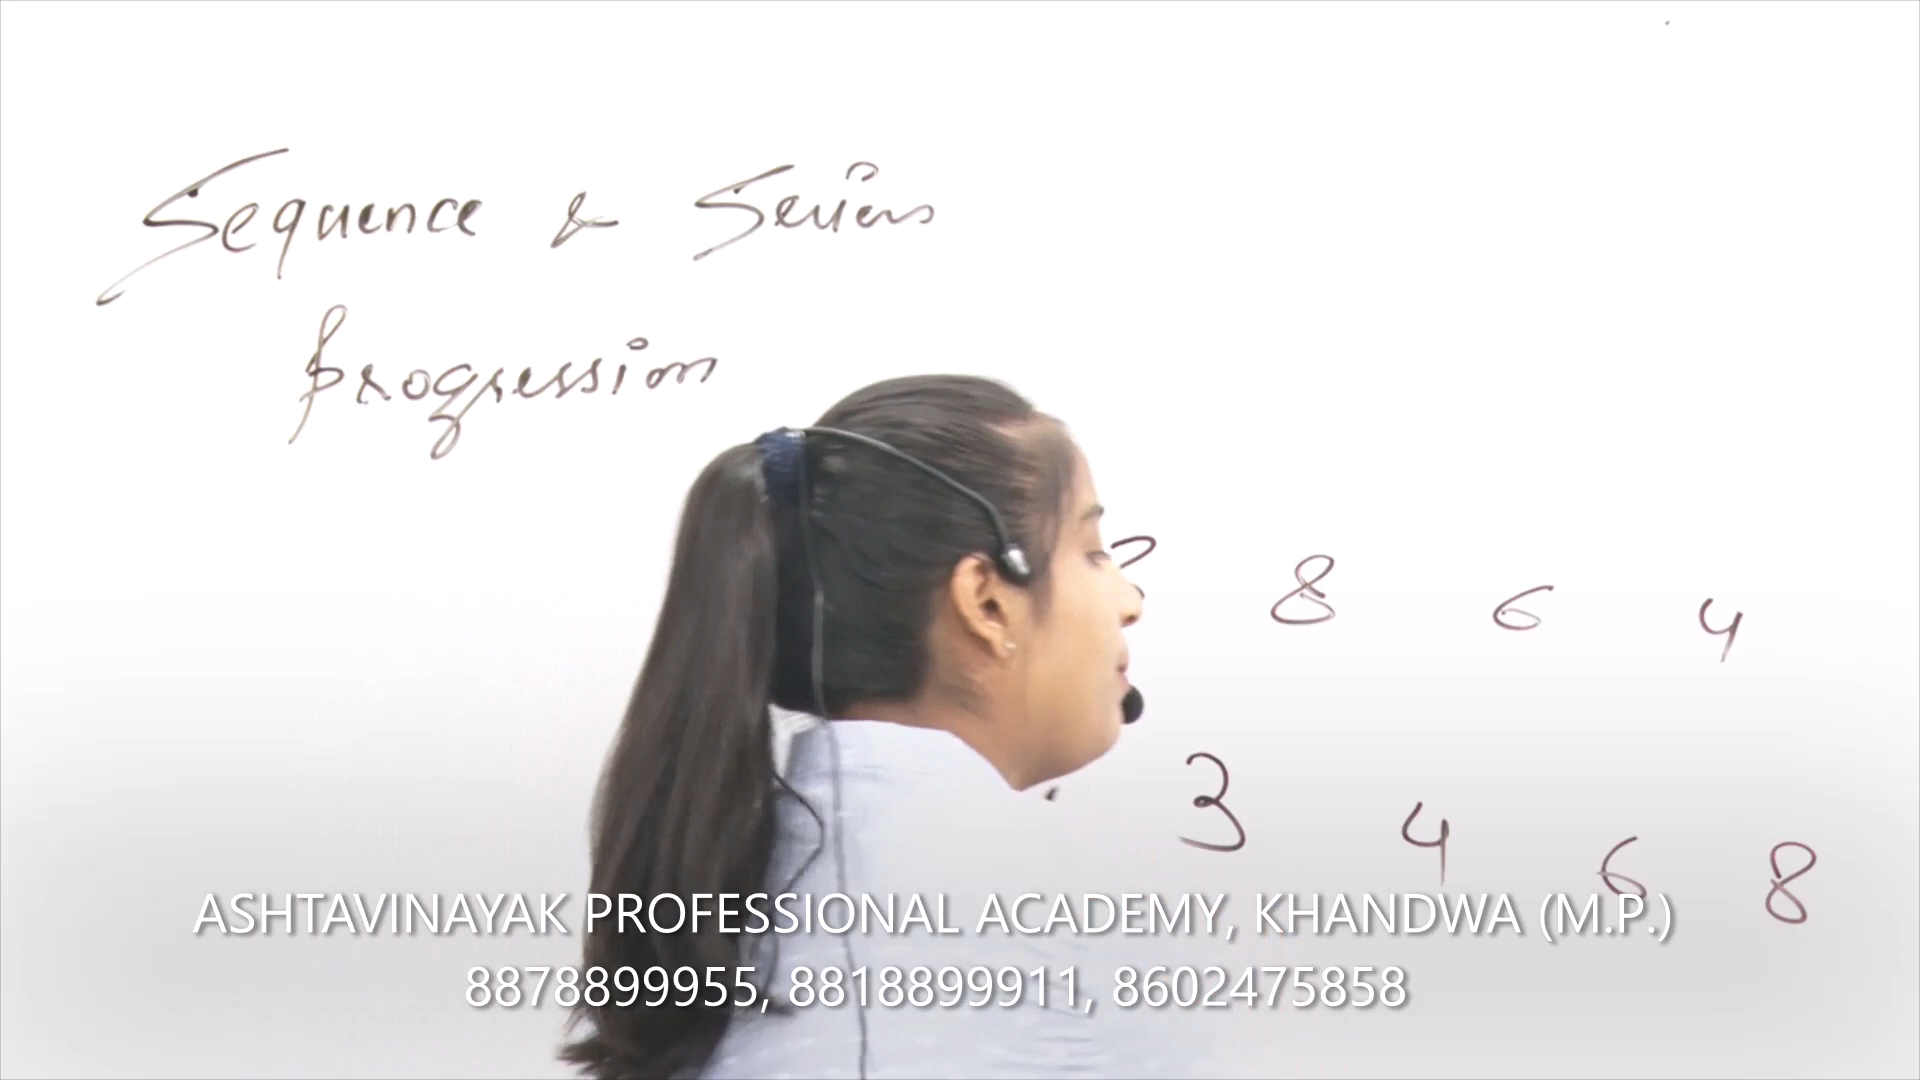 Sequence & Series
Progression
8 6 4
3 4 6 8
ASHTAVINAYAK PROFESSIONAL ACADEMY, KHANDWA (M.P.)
8878899955, 8818899911, 8602475858